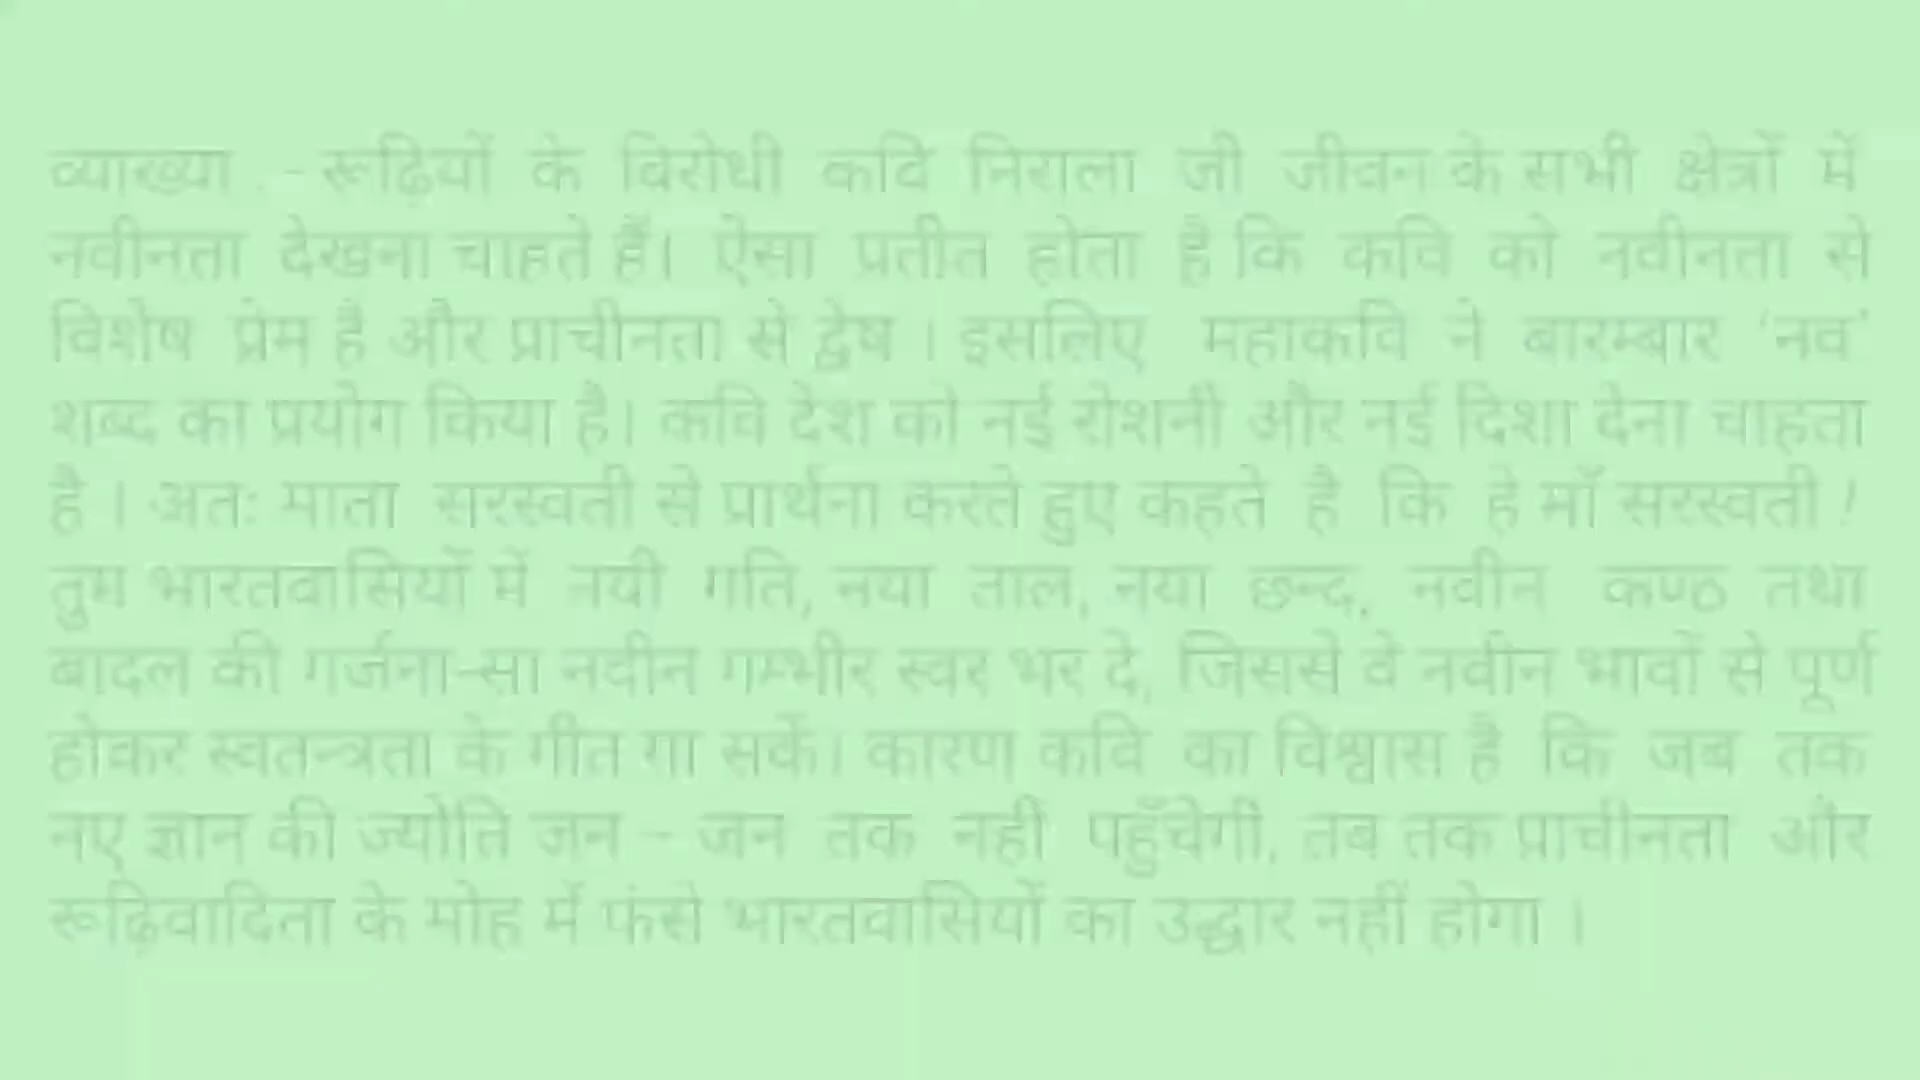 व्याख्या :- रूढ़ियों के विरोधी कवि निराला जी जीवन के सभी क्षेत्रों में
नवीनता देखना चाहते हैं। ऐसा प्रतीत होता है कि कवि को नवीनता से
विशेष प्रेम है और प्राचीनता से द्वेष । इसलिए महाकवि ने बारम्बार 'नव'
शब्द का प्रयोग किया है। कवि देश को नई रोशनी और नई दिशा देना चाहता
है । अतः माता सरस्वती से प्रार्थना करते हुए कहते है कि हे माँ सरस्वती !
तुम भारतवासियों में नयी गति, नया ताल, नया छन्द, नवीन कण्ठ तथा
बादल की गर्जना-सा नवीन गम्भीर स्वर भर दे, जिससे वे नवीन भावों से पूर्ण
होकर स्वतन्त्रता के गीत गा सकें। कारण कवि का विश्वास है कि जब तक
नए ज्ञान की ज्योति जन - जन तक नहीं पहुँचेगी, तब तक प्राचीनता और
रूढ़िवादिता के मोह में फंसे भारतवासियों का उद्धार नहीं होगा ।